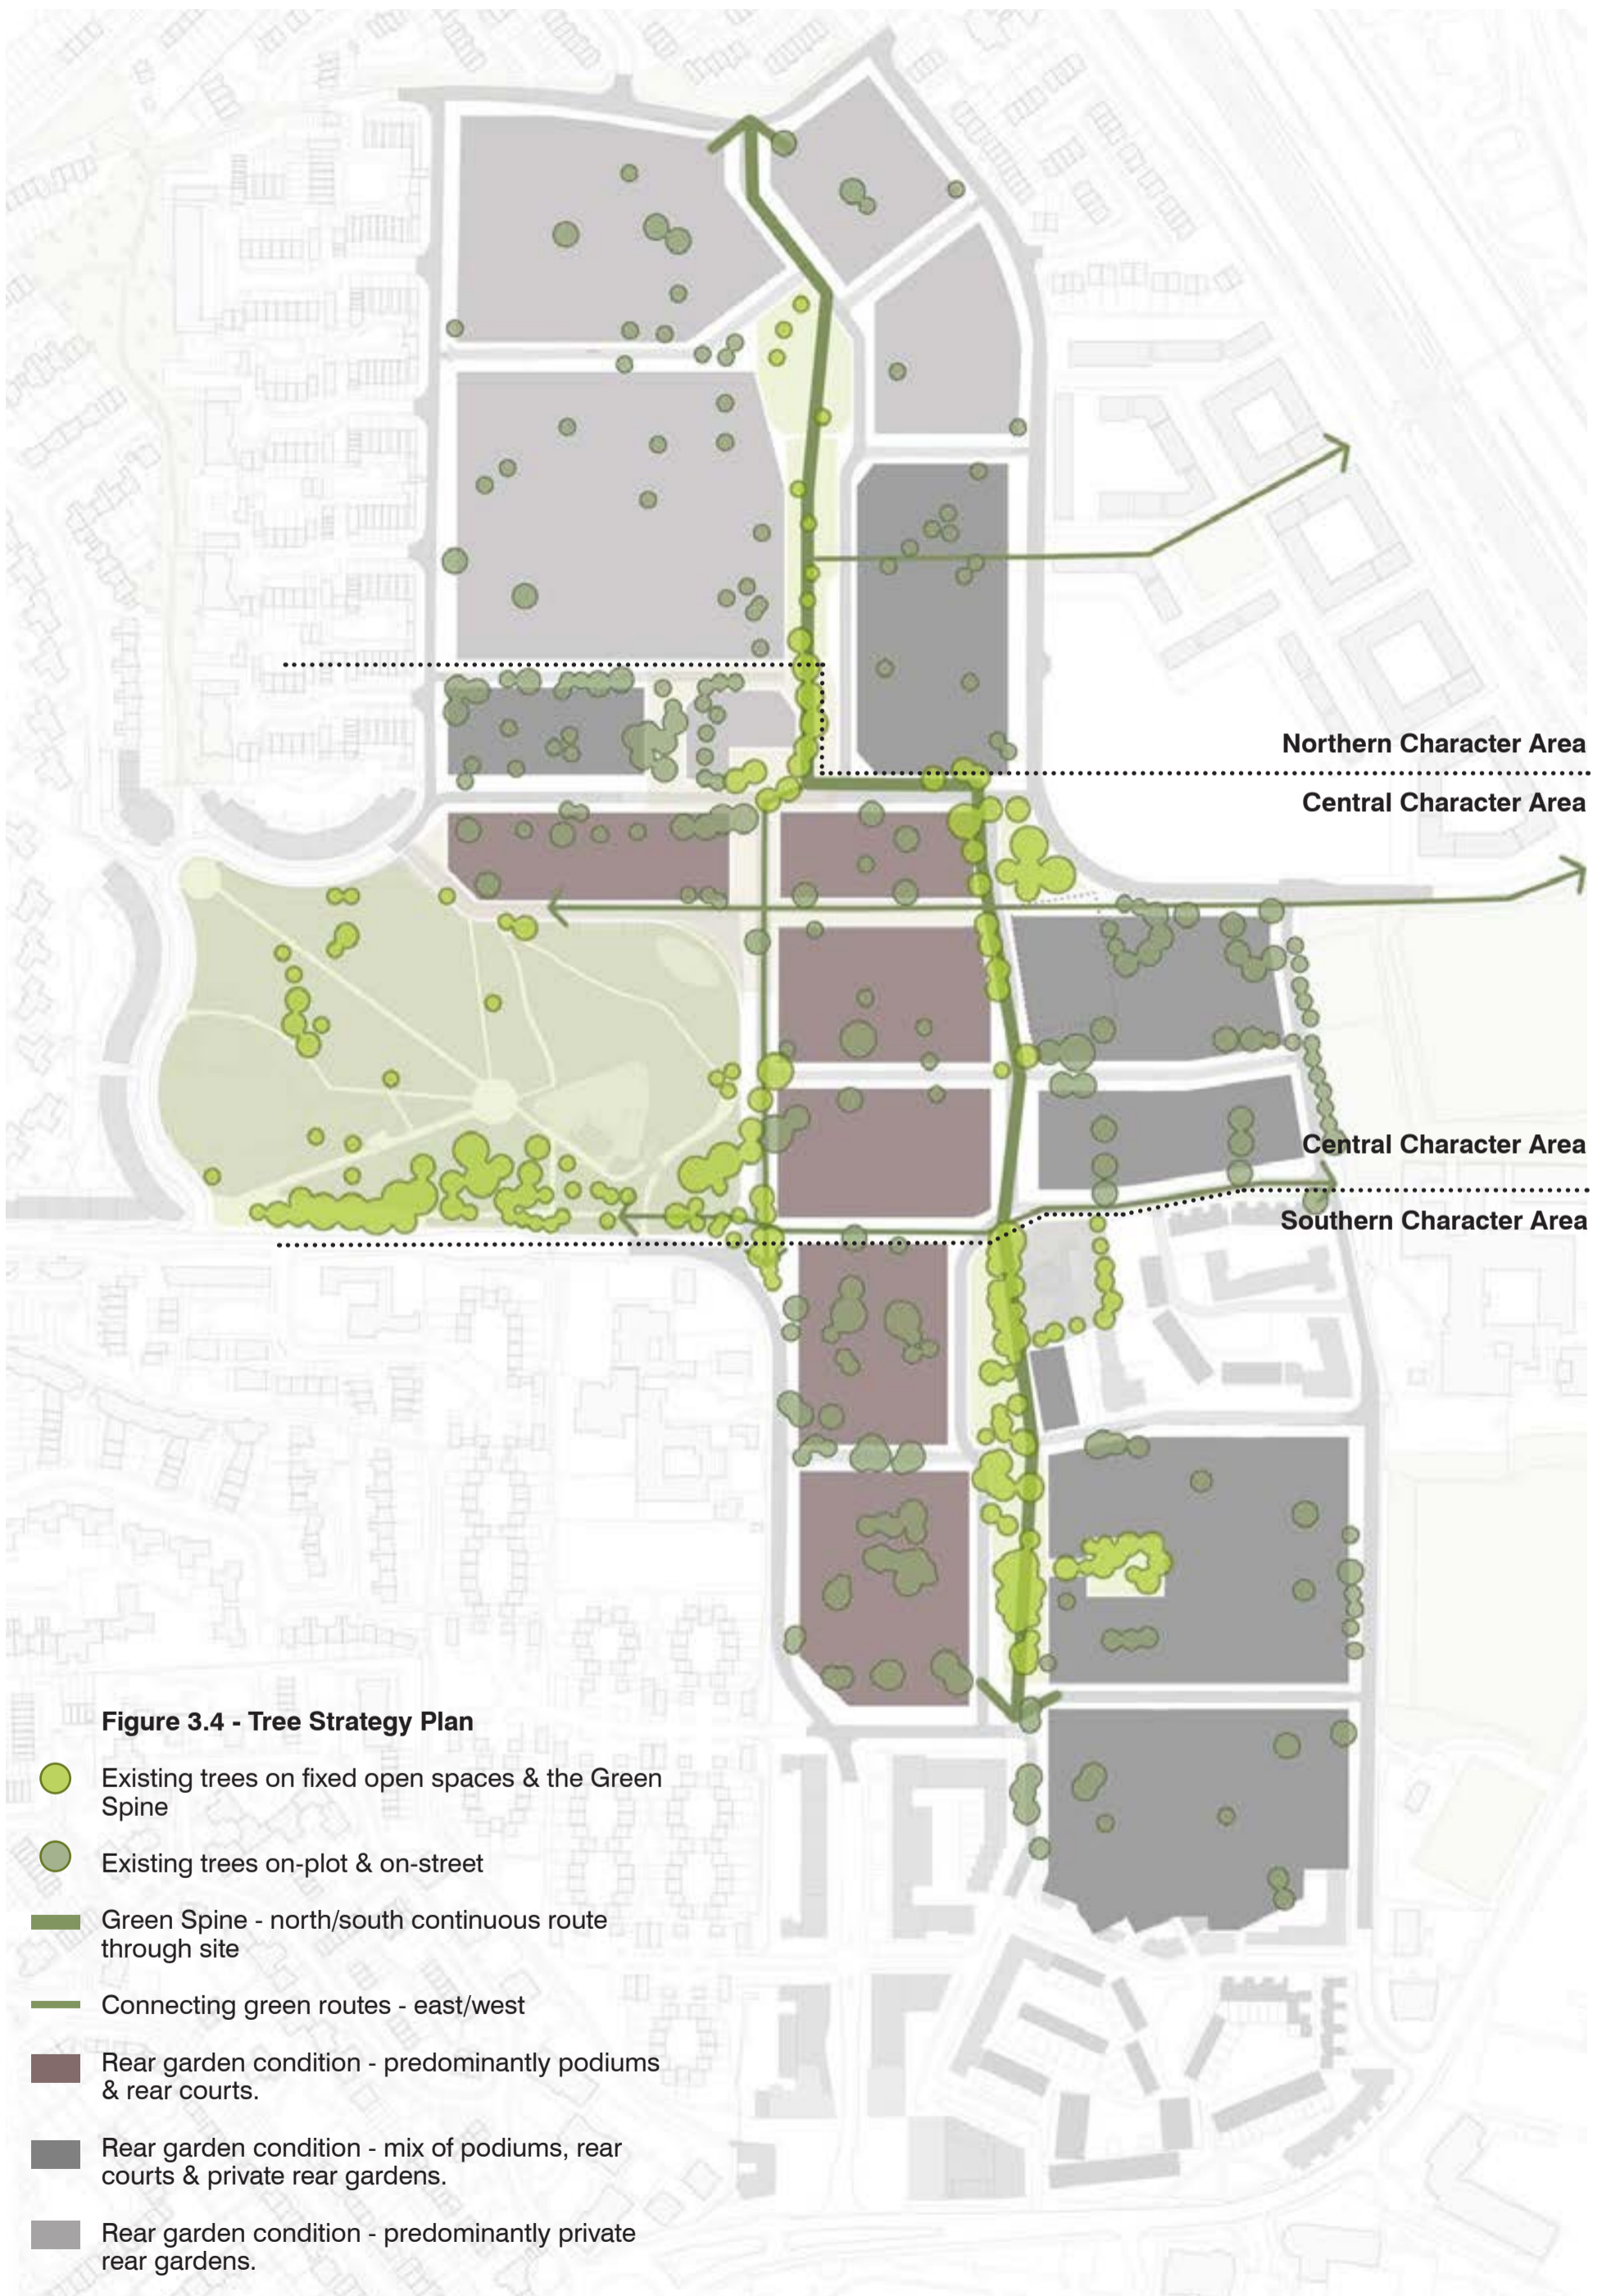 Northern Character Area
Central Character Area
Central Character Area
Southern Character Area
Figure 3.4 - Tree Strategy Plan
Existing trees on fixed open spaces & the Green
Spine
Existing trees on-plot & on-street
Green Spine - north/south continuous route
through site
Connecting green routes - east/west
Rear garden condition - predominantly podiums
& rear courts.
Rear garden condition - mix of podiums, rear
courts & private rear gardens.
Rear garden condition - predominantly private
rear gardens.